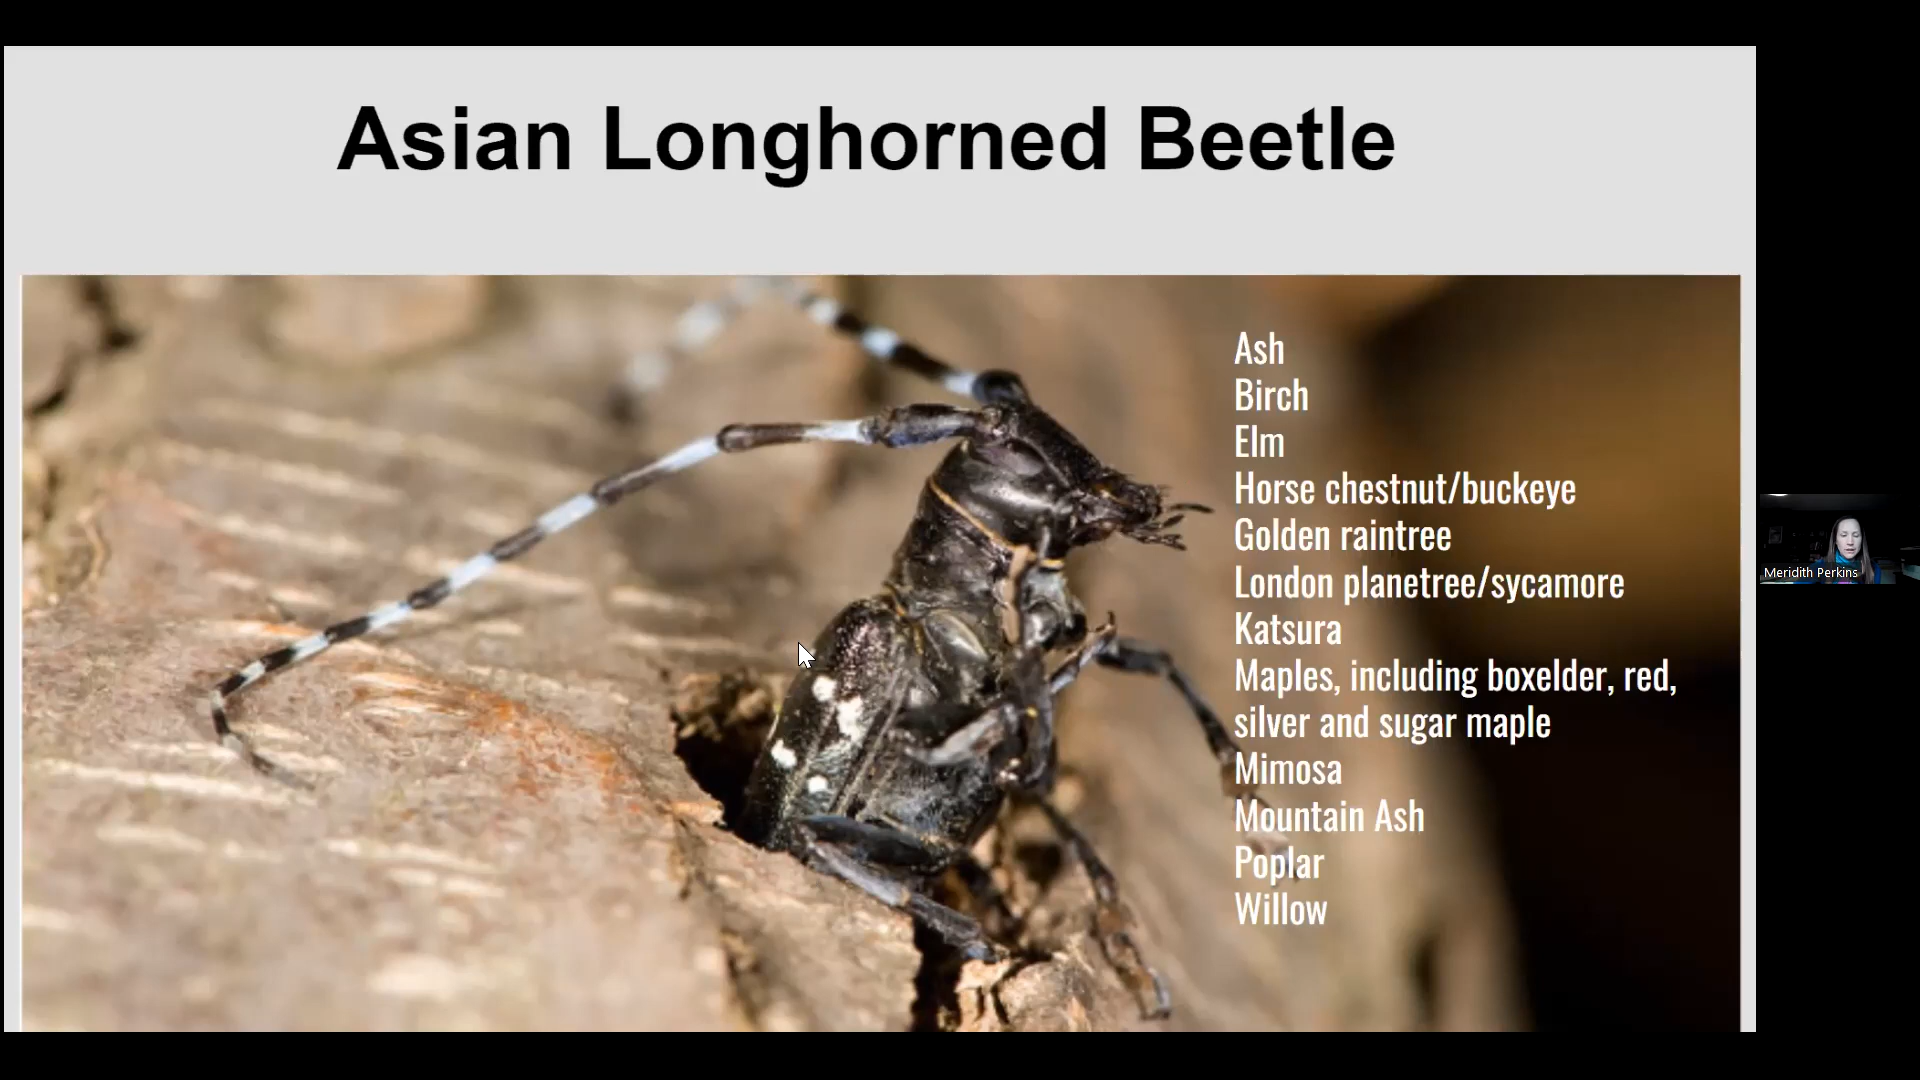 Asian Longhorned Beetle
Ash
Birch
Elm
Horse chestnut/buckeye
Golden raintree
London planetree/sycamore
Katsura
Maples, including boxelder, red,
silver and sugar maple
Mimosa
Mountain Ash
Poplar
Willow
Meridith Perkins